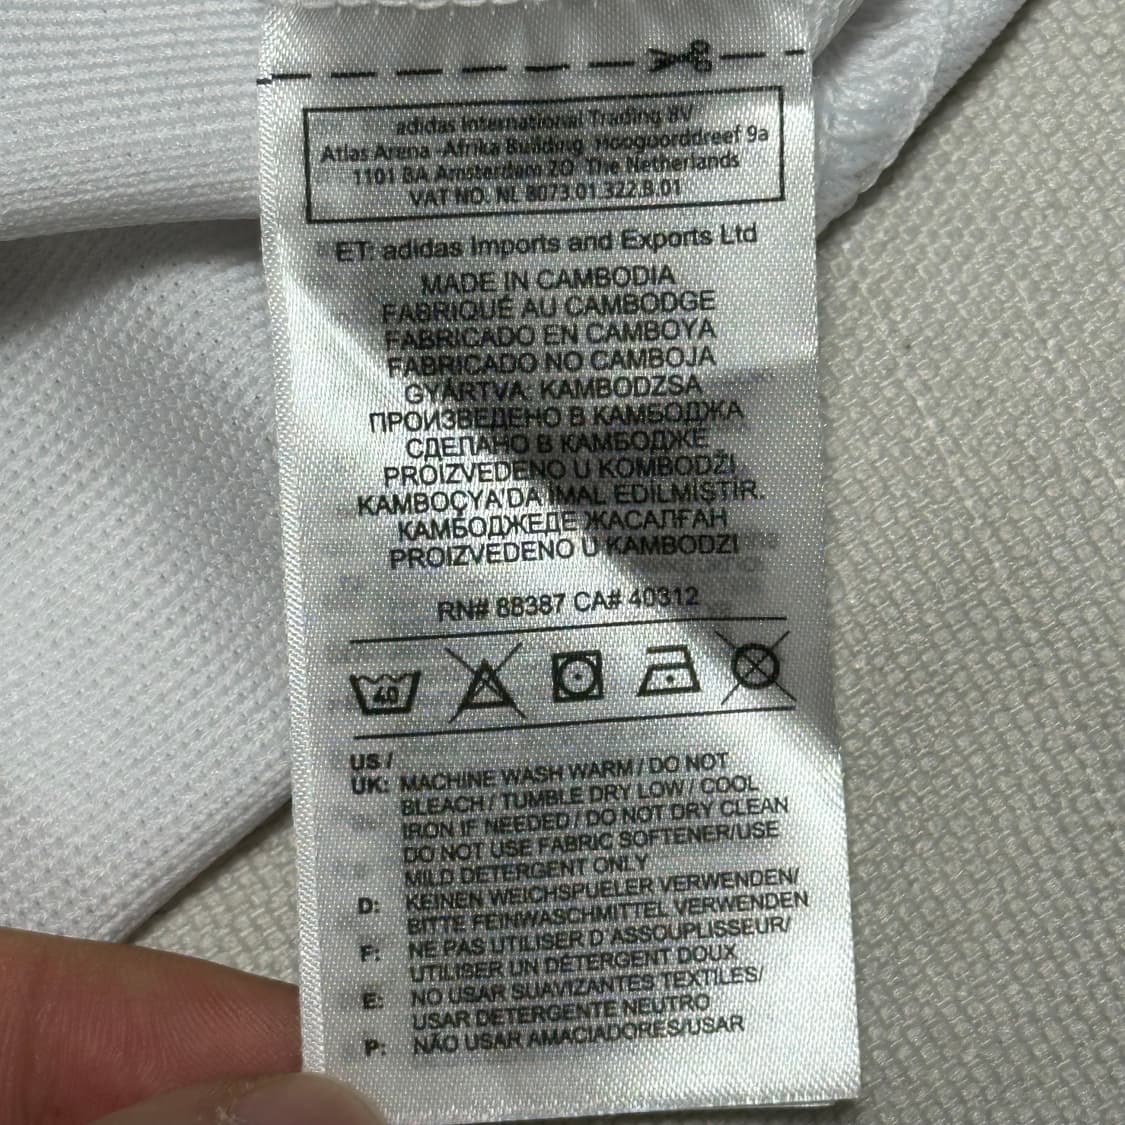 adidas International Trading BV
Atlas Arena -Afrika Building Hoogoorddreef 9a
1101 BA Amsterdam ZO The Netherlands
VAT NO. NL 8073.01.322.B.01
ET: adidas Imports and Exports Ltd
MADE IN CAMBODIA
FABRIQUÉ AU CAMBODGE
FABRICADO EN CAMBOYA
FABRICADO NO CAMBOJA
GYÁRTVA: KAMBODZSA
ПРОИЗВЕДЕНО В КАМБОДЖА
СДЕЛАНО В КАМБОДЖЕ
PROIZVEDENO U KOMBODŽI
KAMBOÇYA'DA İMAL EDILMIŞTIR.
КАМБОДЖЕДЕ ЖАСАЛҒАН
PROIZVEDENO U KAMBODZI
RN# 88387 CA# 40312
40
US /
UK: MACHINE WASH WARM / DO NOT
BLEACH / TUMBLE DRY LOW / COOL
IRON IF NEEDED / DO NOT DRY CLEAN
DO NOT USE FABRIC SOFTENER/USE
MILD DETERGENT ONLY
D: KEINEN WEICHSPUELER VERWENDEN/
BITTE FEINWASCHMITTEL VERWENDEN
F: NE PAS UTILISER D'ASSOUPLISSEUR/
UTILISER UN DÉTERGENT DOUX
E: NO USAR SUAVIZANTES TEXTILES/
USAR DETERGENTE NEUTRO
P: NÃO USAR AMACIADORES/USAR